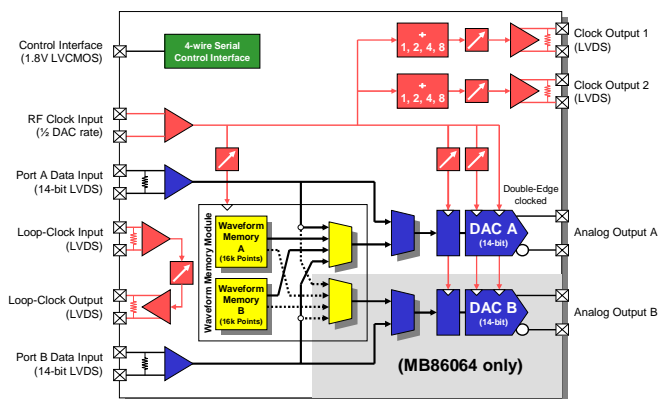 Control Interface
(1.8V LVCMOS)
4-wire Serial
Control Interface
÷
1, 2, 4, 8
Clock Output 1
(LVDS)
÷
1, 2, 4, 8
Clock Output 2
(LVDS)
RF Clock Input
(½ DAC rate)
Port A Data Input
(14-bit LVDS)
Double-Edge
clocked
Waveform Memory Module
Waveform
Memory
A
(16k Points)
DAC A
(14-bit)
Analog Output A
Loop-Clock Input
(LVDS)
Waveform
Memory
B
(16k Points)
DAC B
(14-bit)
Analog Output B
Loop-Clock Output
(LVDS)
Port B Data Input
(14-bit LVDS)
(MB86064 only)